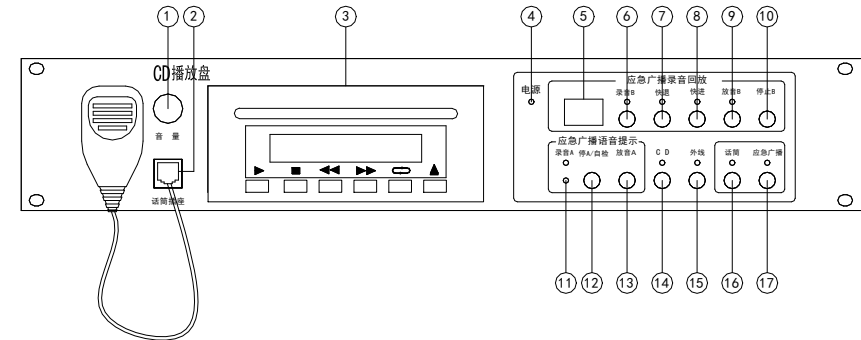 ① ② ③ ④ ⑤ ⑥ ⑦ ⑧ ⑨ ⑩
CD播放盘
音 量
话筒插座
电源
应急广播录音回放
录音B 快退 快进 放音B 停止B
应急广播语音提示
录音A 停A/自检 放音A CD 外线 话筒 应急广播
⑪ ⑫ ⑬ ⑭ ⑮ ⑯ ⑰